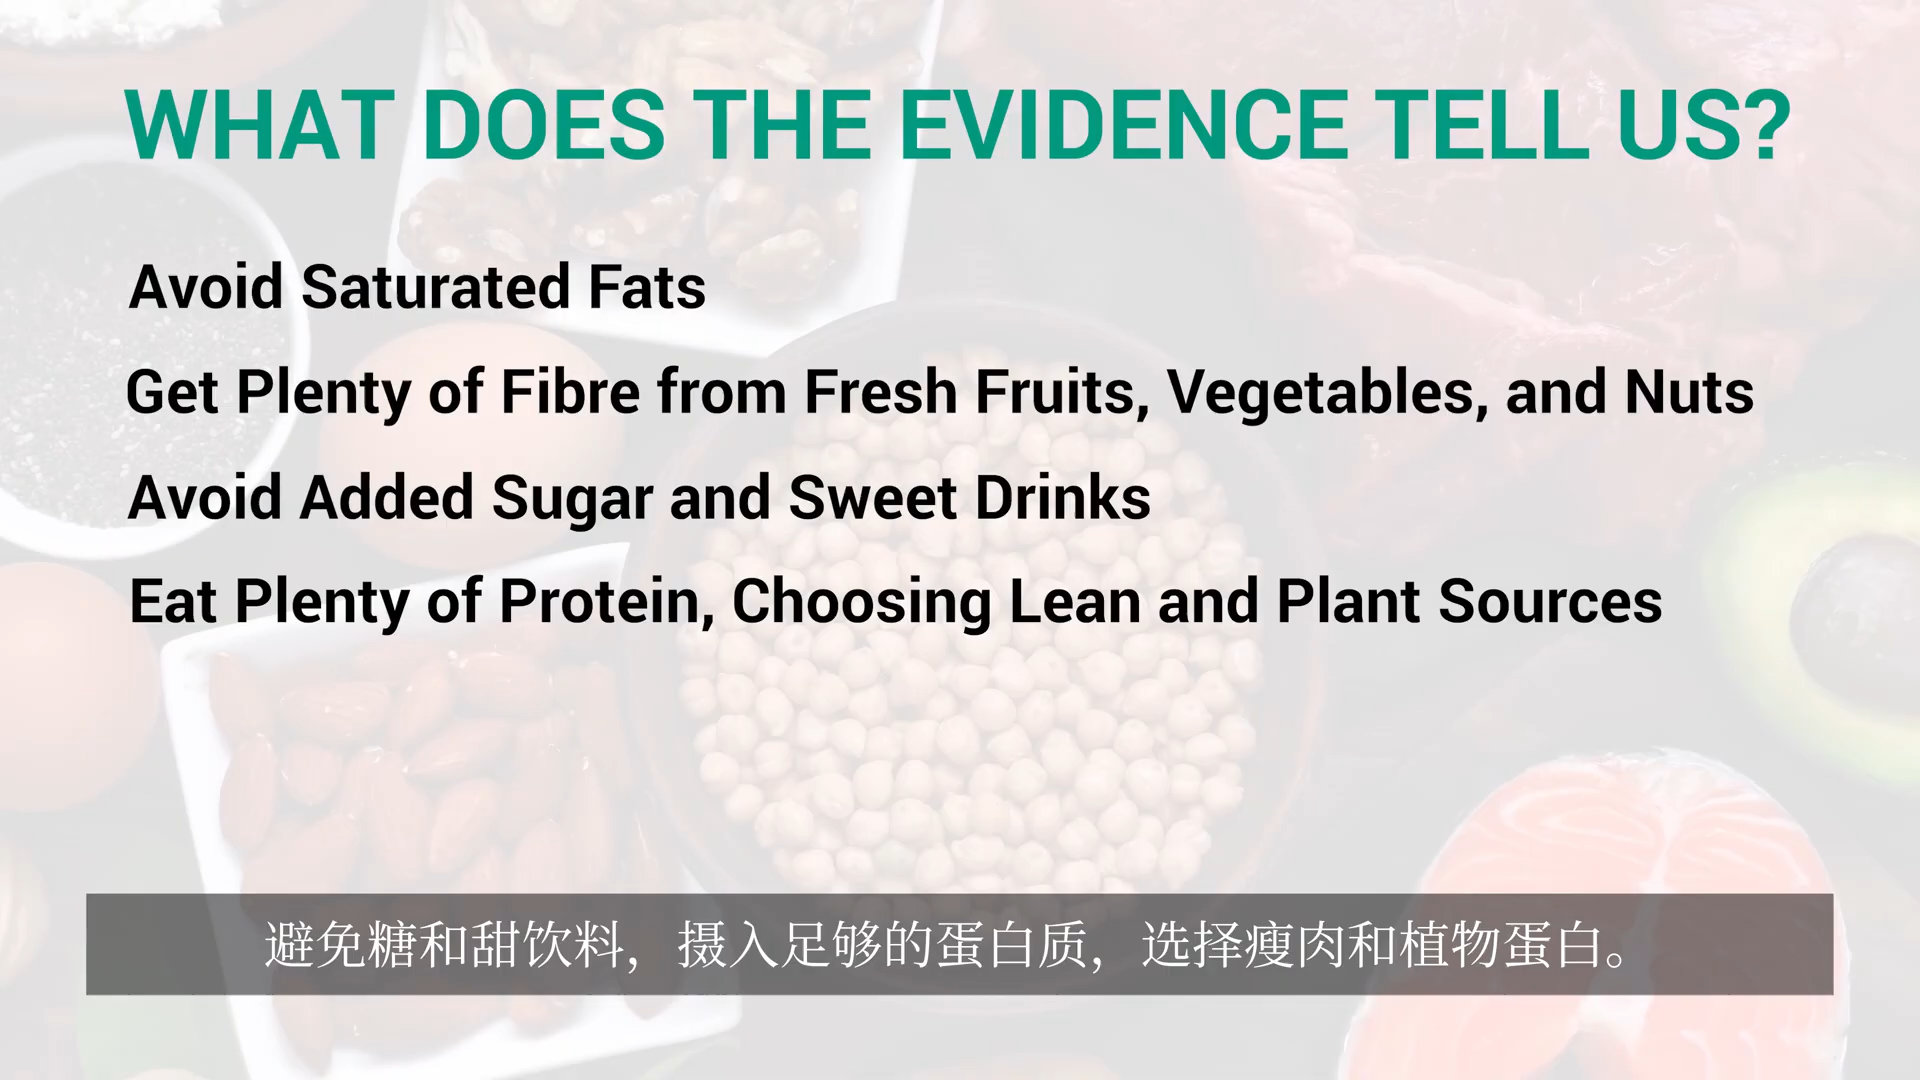 WHAT DOES THE EVIDENCE TELL US?
Avoid Saturated Fats
Get Plenty of Fibre from Fresh Fruits, Vegetables, and Nuts
Avoid Added Sugar and Sweet Drinks
Eat Plenty of Protein, Choosing Lean and Plant Sources
避免糖和甜饮料，摄入足够的蛋白质，选择瘦肉和植物蛋白。